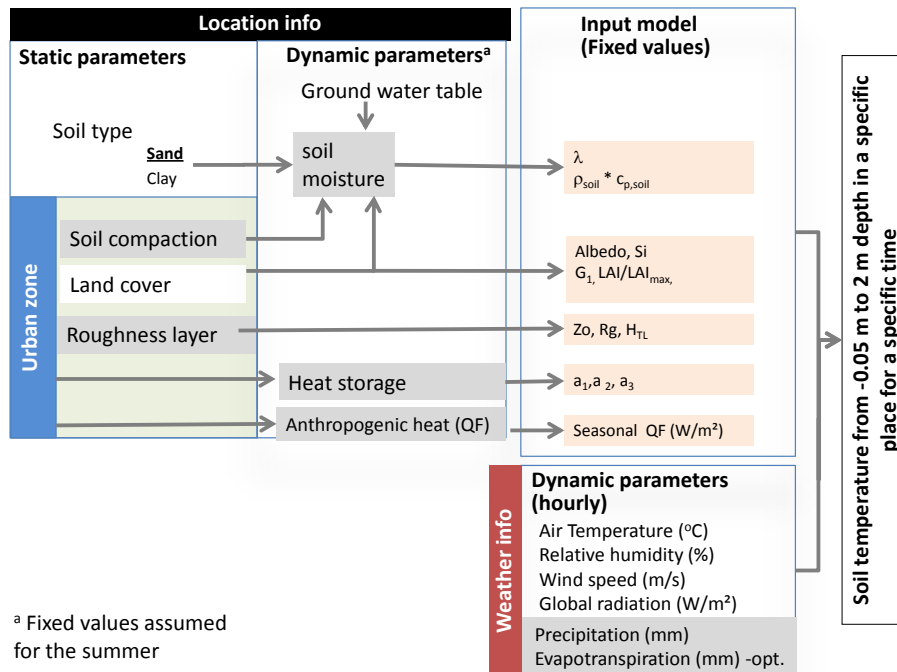 Location info
Static parameters
Dynamic parametersᵃ
Input model
(Fixed values)
Ground water table
Soil type
Sand
Clay
soil
moisture
λ
ρsoil * cp,soil
Urban zone
Soil compaction
Land cover
Albedo, Si
G1, LAI/LAImax,
Roughness layer
Zo, Rg, HTL
Heat storage
a1,a 2, a3
Anthropogenic heat (QF)
Seasonal QF (W/m²)
Weather info
Dynamic parameters
(hourly)
Air Temperature (°C)
Relative humidity (%)
Wind speed (m/s)
Global radiation (W/m²)
Precipitation (mm)
Evapotranspiration (mm) -opt.
Soil temperature from -0.05 m to 2 m depth in a specific
place for a specific time
ᵃ Fixed values assumed
for the summer